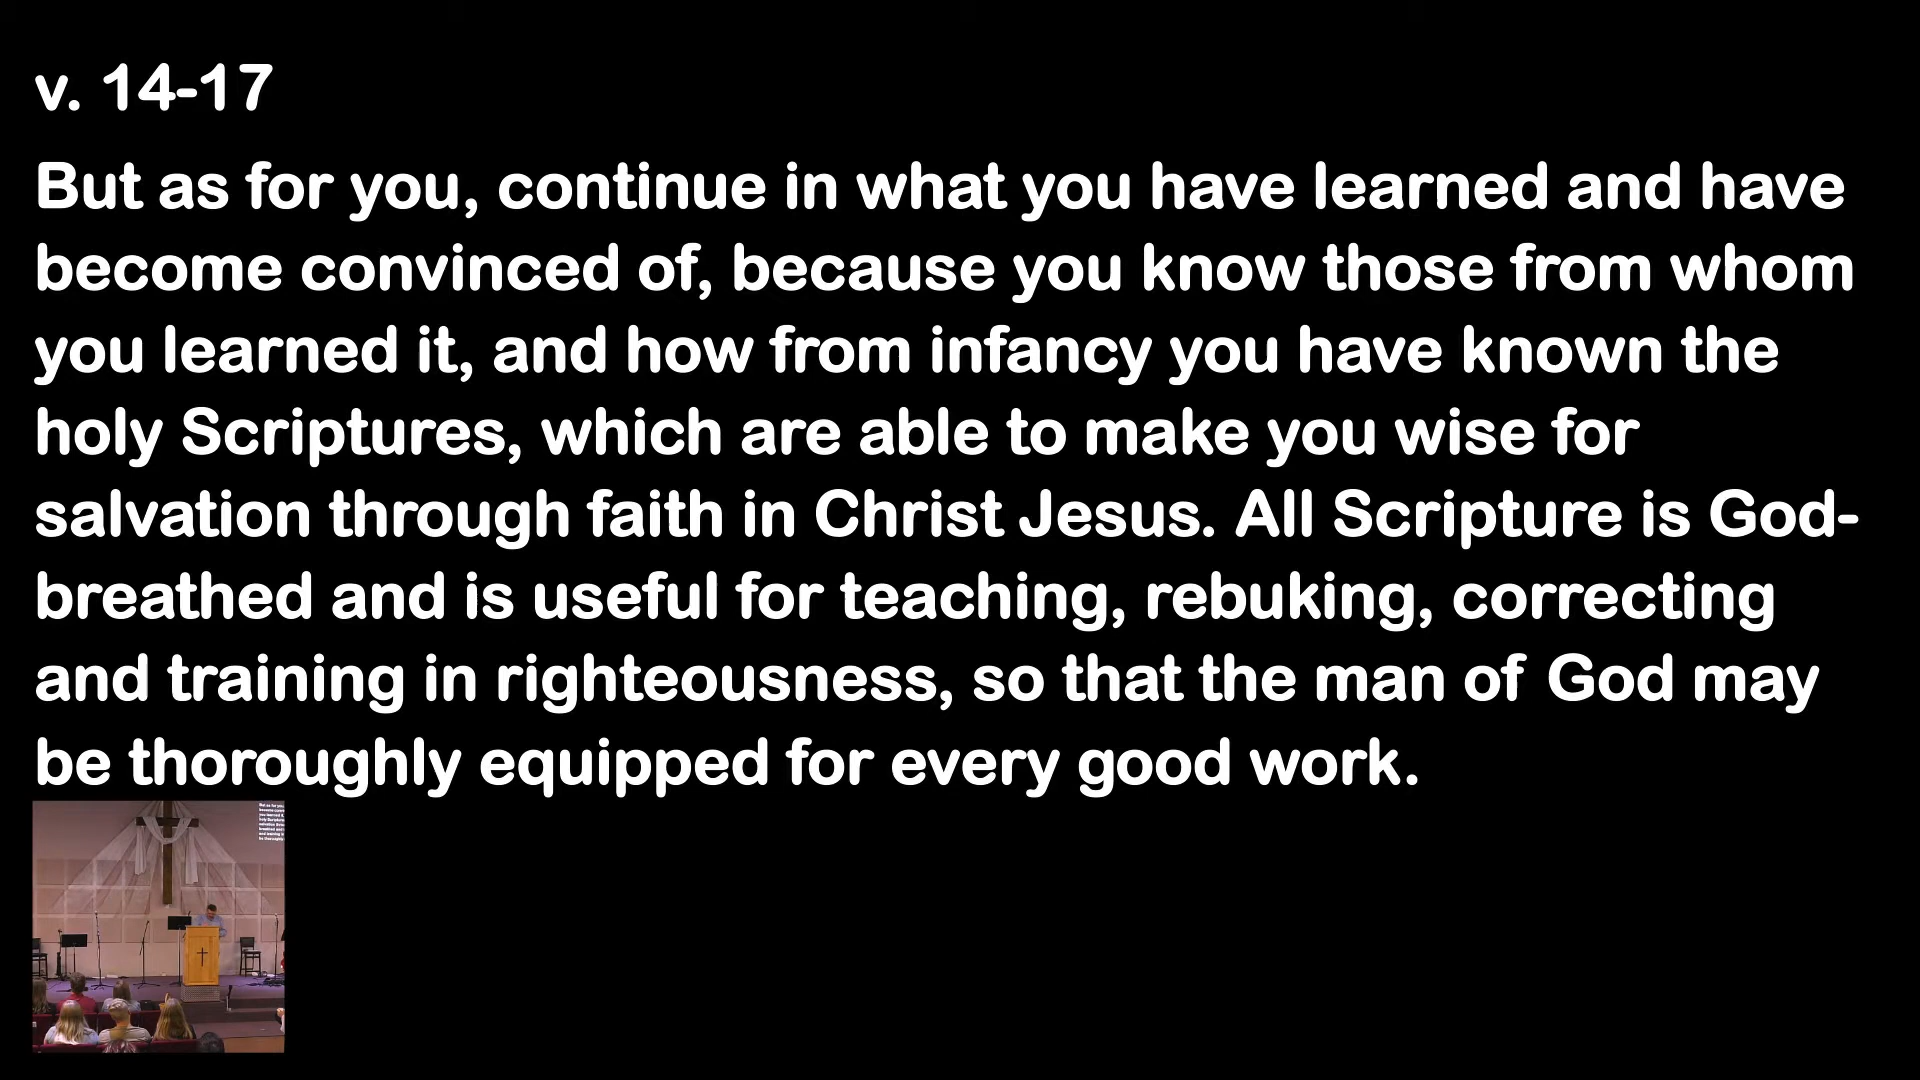 v. 14-17
But as for you, continue in what you have learned and have
become convinced of, because you know those from whom
you learned it, and how from infancy you have known the
holy Scriptures, which are able to make you wise for
salvation through faith in Christ Jesus. All Scripture is God-
breathed and is useful for teaching, rebuking, correcting
and training in righteousness, so that the man of God may
be thoroughly equipped for every good work.